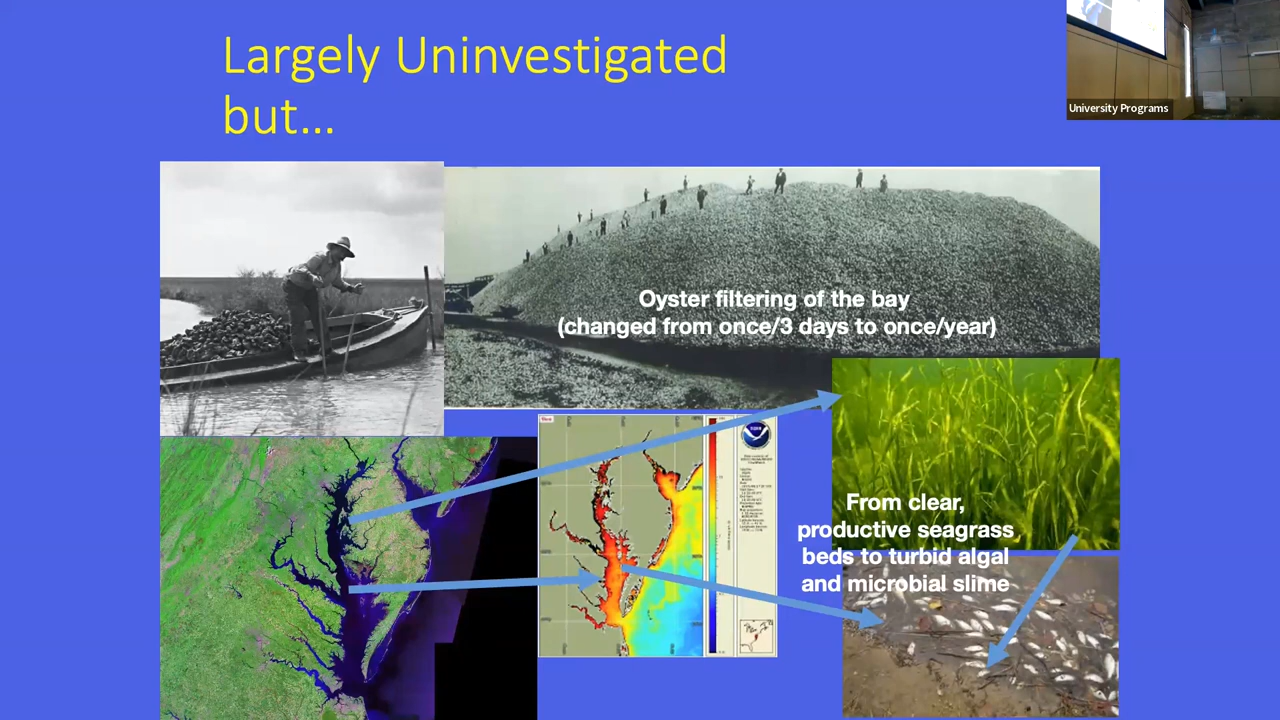 Largely Uninvestigated
but...
University Programs
Oyster filtering of the bay
(changed from once/3 days to once/year)
From clear,
productive seagrass
beds to turbid algal
and microbial slime